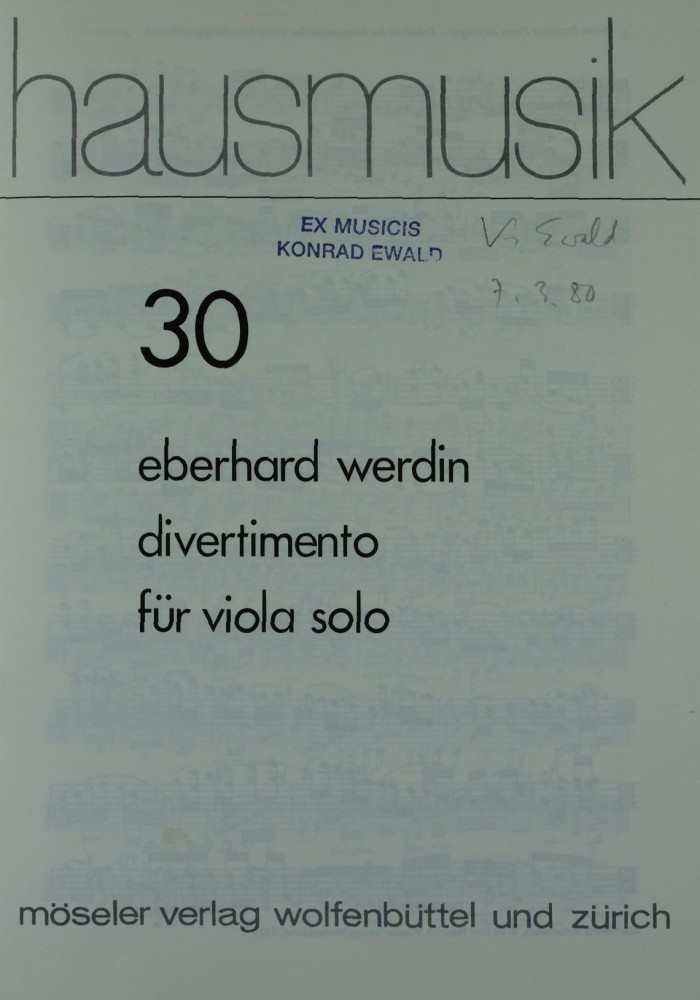 hausmusik
EX MUSICIS
KONRAD EWALD
Ewald
7. 3. 80
30
eberhard werdin
divertimento
für viola solo
möseler verlag wolfenbüttel und zürich